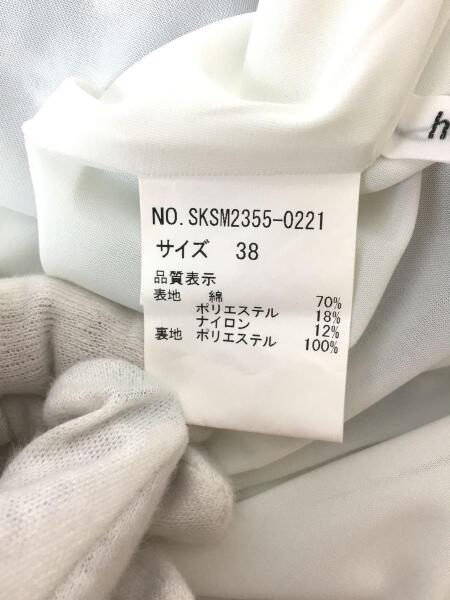 NO. SKSM2355-0221
サイズ 38
品質表示
表地 綿 70%
ポリエステル 18%
ナイロン 12%
裏地 ポリエステル 100%
h